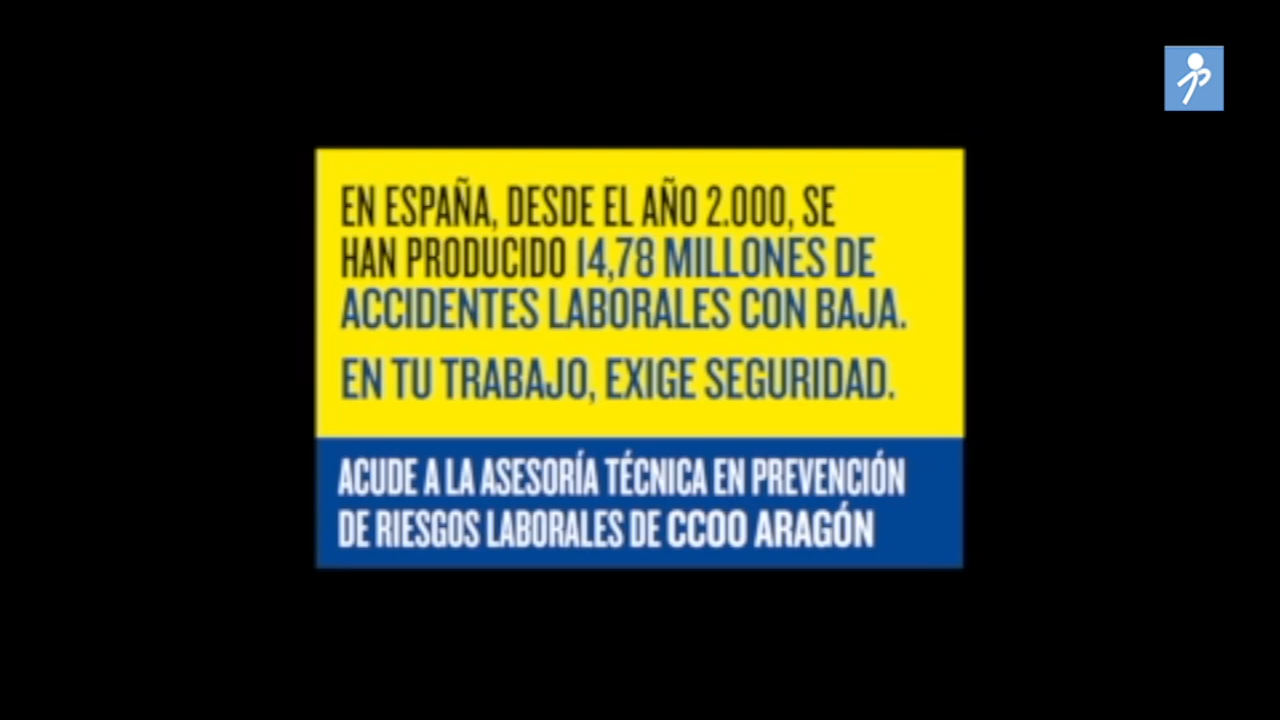 EN ESPAÑA, DESDE EL AÑO 2.000, SE
HAN PRODUCIDO 14,78 MILLONES DE
ACCIDENTES LABORALES CON BAJA.
EN TU TRABAJO, EXIGE SEGURIDAD.
ACUDE A LA ASESORÍA TÉCNICA EN PREVENCIÓN
DE RIESGOS LABORALES DE CCOO ARAGÓN